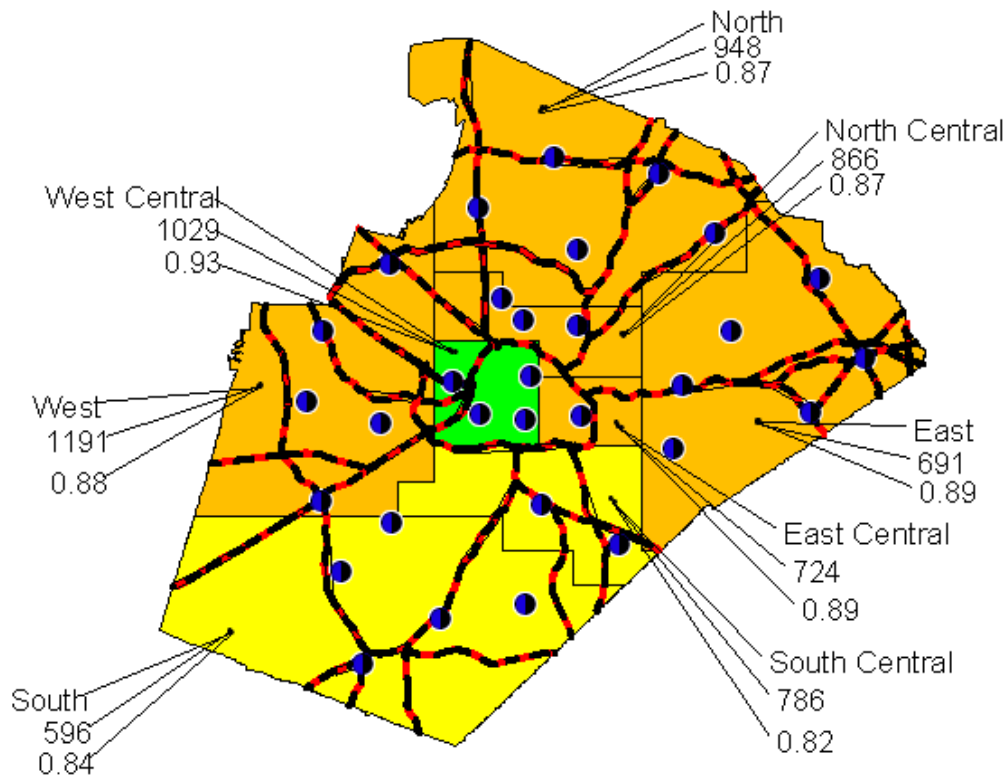 North
948
0.87
North Central
866
0.87
West Central
1029
0.93
West
1191
0.88
East
691
0.89
East Central
724
0.89
South Central
786
0.82
South
596
0.84